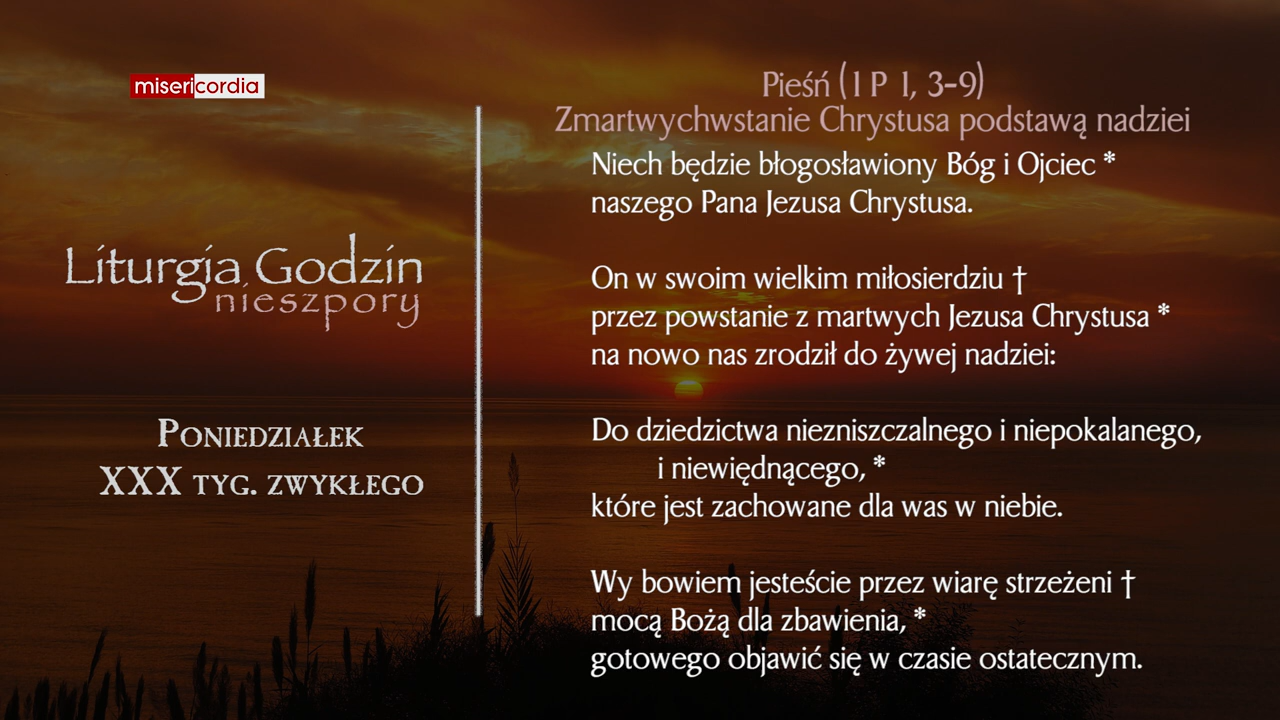 misericordia
Liturgia Godzin
nieszpory
Poniedziałek
XXX tyg. zwykłego
Pieśń (1 P 1, 3-9)
Zmartwychwstanie Chrystusa podstawą nadziei
Niech będzie błogosławiony Bóg i Ojciec *
naszego Pana Jezusa Chrystusa.
On w swoim wielkim miłosierdziu †
przez powstanie z martwych Jezusa Chrystusa *
na nowo nas zrodził do żywej nadziei:
Do dziedzictwa niezniszczalnego i niepokalanego,
i niewiędnącego, *
które jest zachowane dla was w niebie.
Wy bowiem jesteście przez wiarę strzeżeni †
mocą Bożą dla zbawienia, *
gotowego objawić się w czasie ostatecznym.